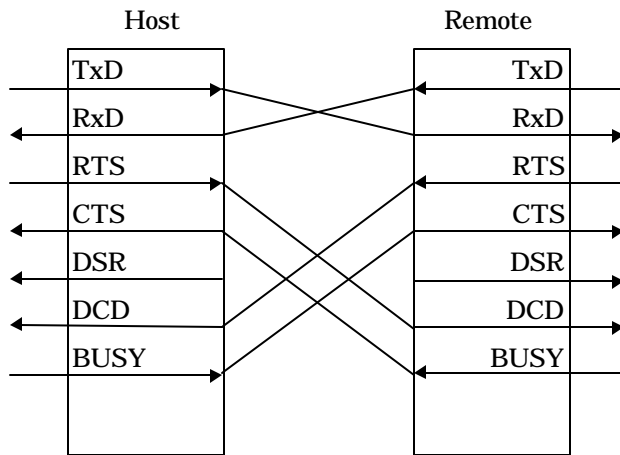 Host Remote
TxD TxD
RxD RxD
RTS RTS
CTS CTS
DSR DSR
DCD DCD
BUSY BUSY